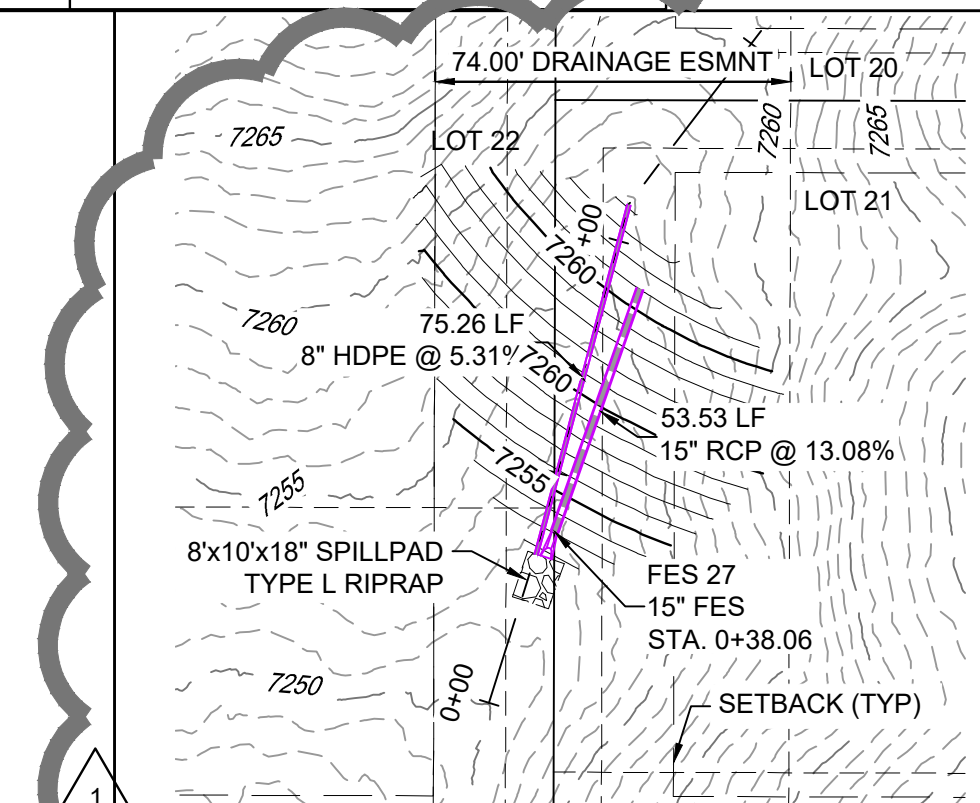 74.00' DRAINAGE ESMNT
LOT 20
7265
LOT 22
7260
7265
LOT 21
+00
7260
7260
75.26 LF
8" HDPE @ 5.31%
7260
53.53 LF
15" RCP @ 13.08%
7255
7255
8'x10'x18" SPILLPAD
TYPE L RIPRAP
FES 27
15" FES
STA. 0+38.06
7250
0+00
SETBACK (TYP)
1